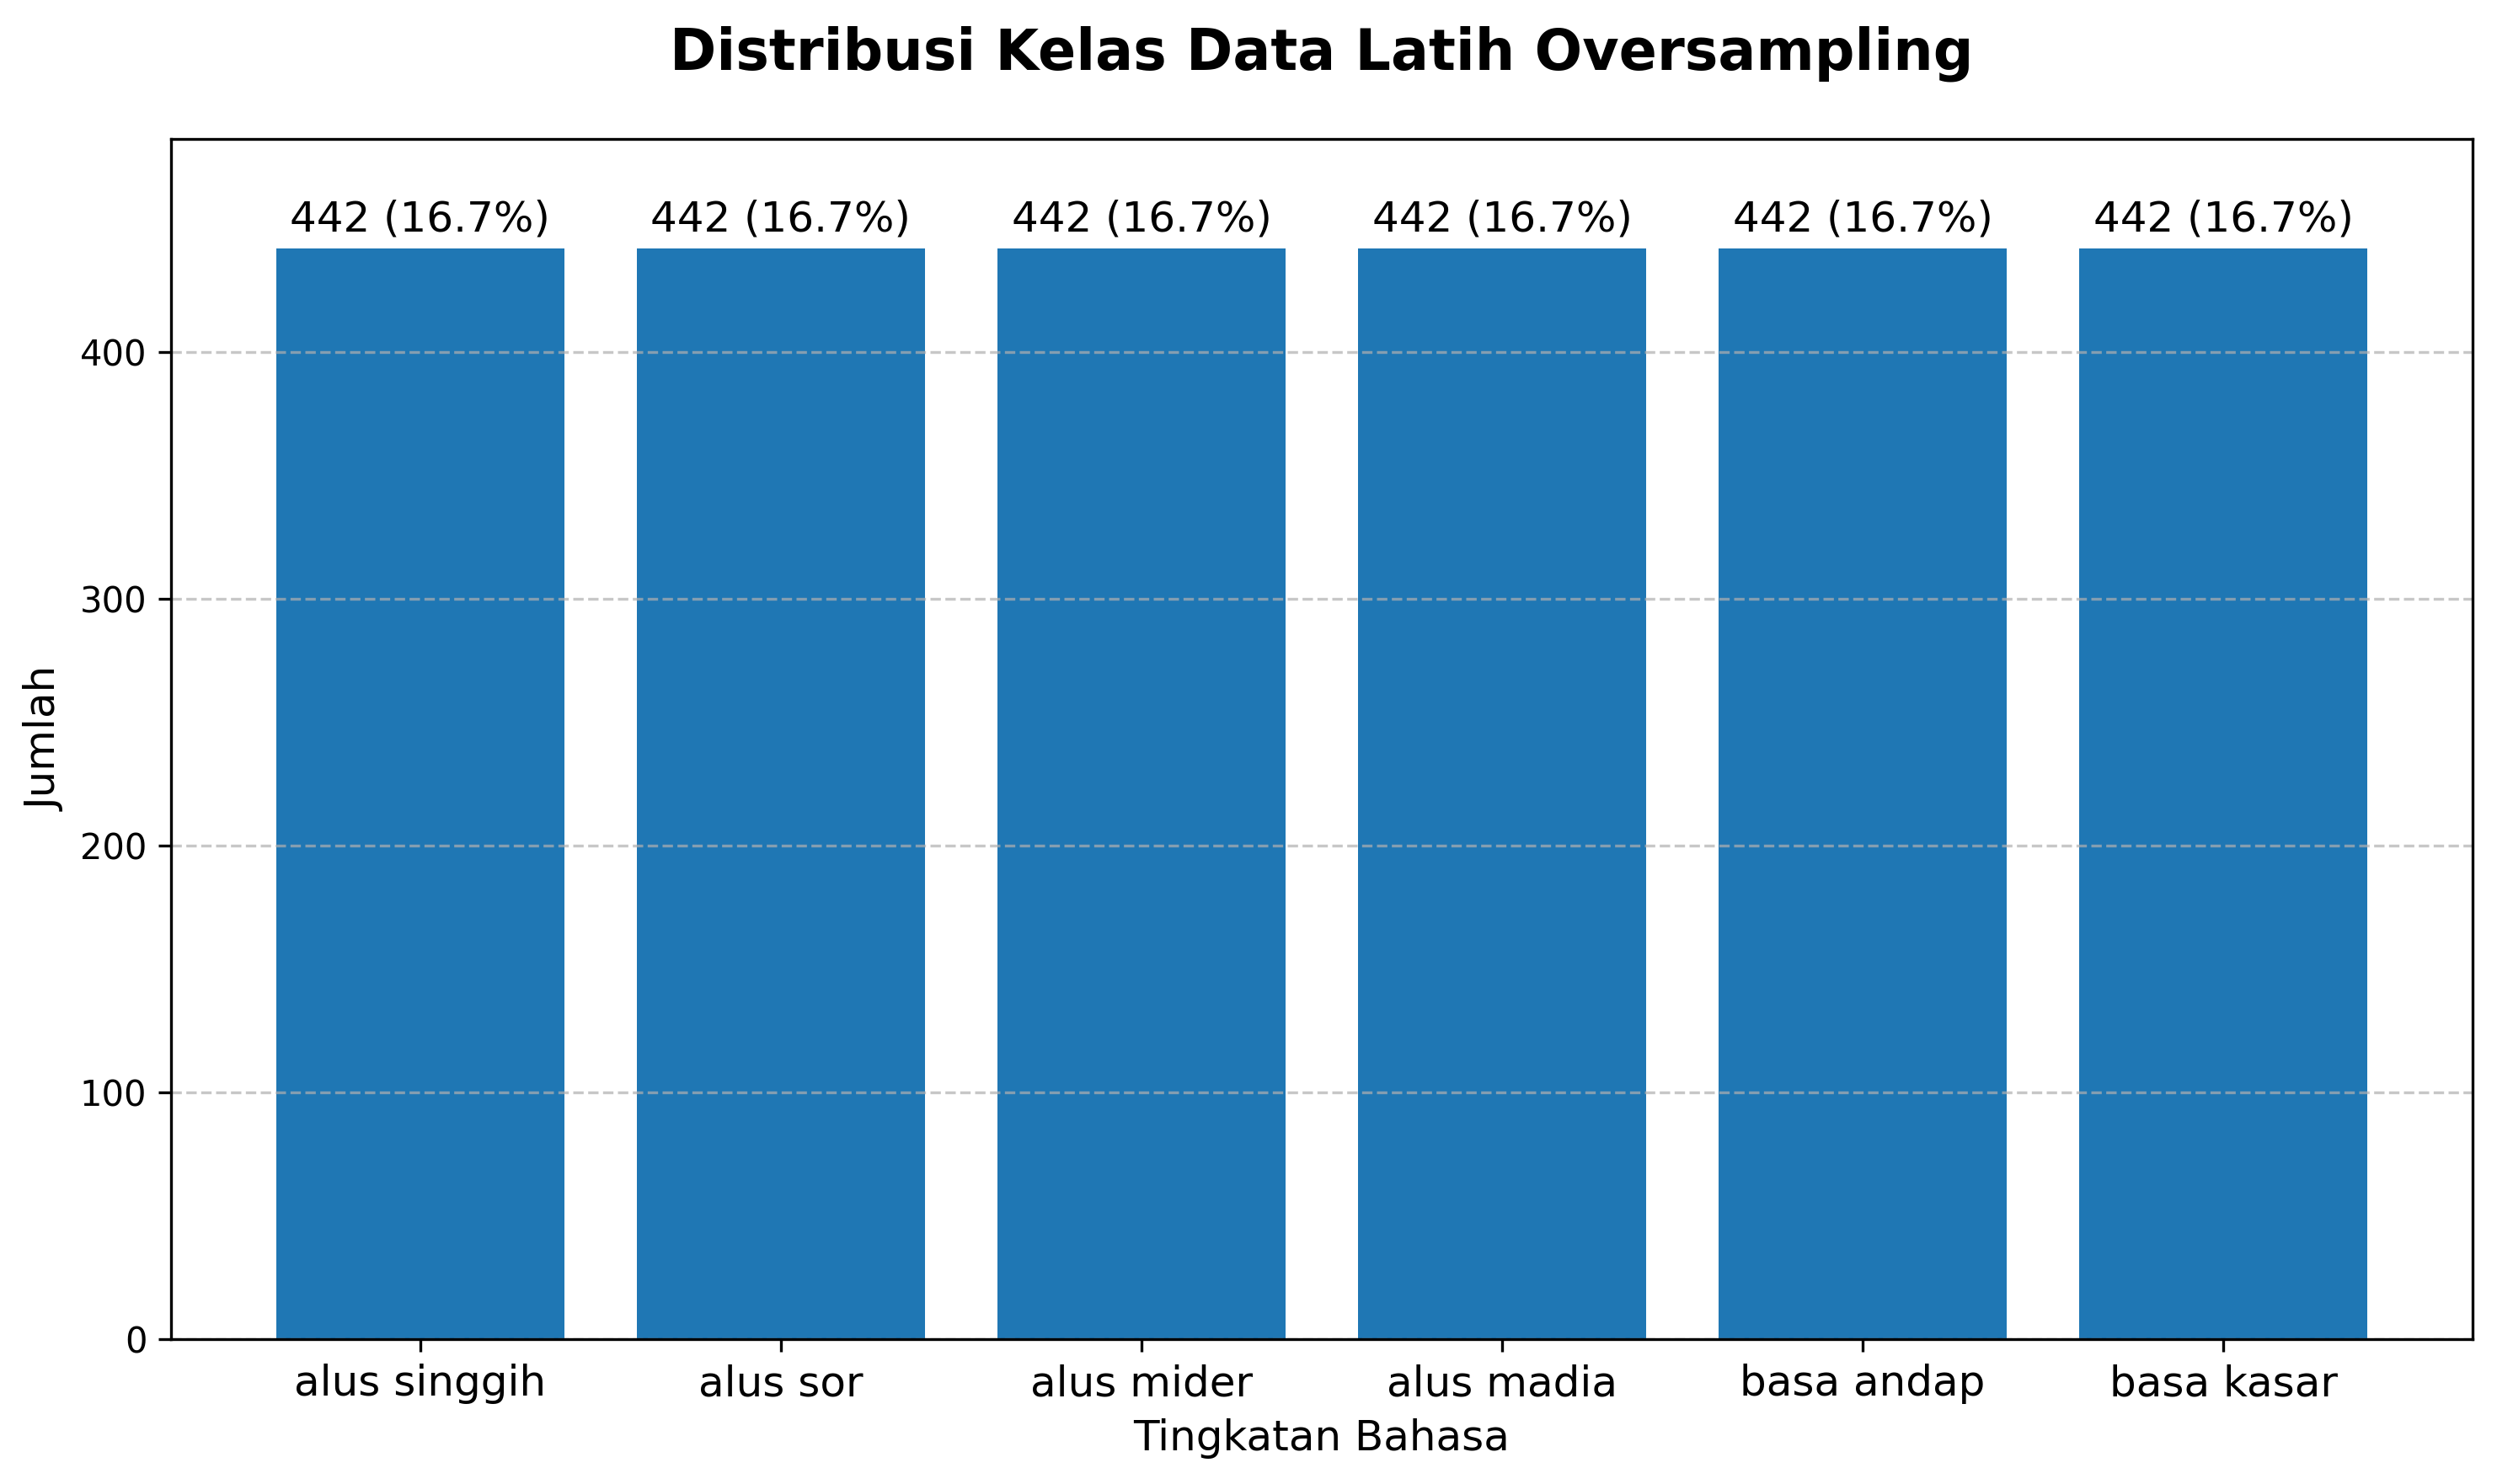 Distribusi Kelas Data Latih Oversampling
442 (16.7%) 442 (16.7%) 442 (16.7%) 442 (16.7%) 442 (16.7%) 442 (16.7%)
400
300
200
100
0
Jumlah
alus singgih alus sor alus mider alus madia basa andap basa kasar
Tingkatan Bahasa